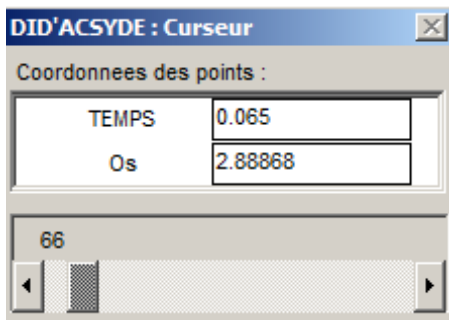 DID'ACSYDE : Curseur
Coordonnees des points :
TEMPS 0.065
Os 2.88868
66